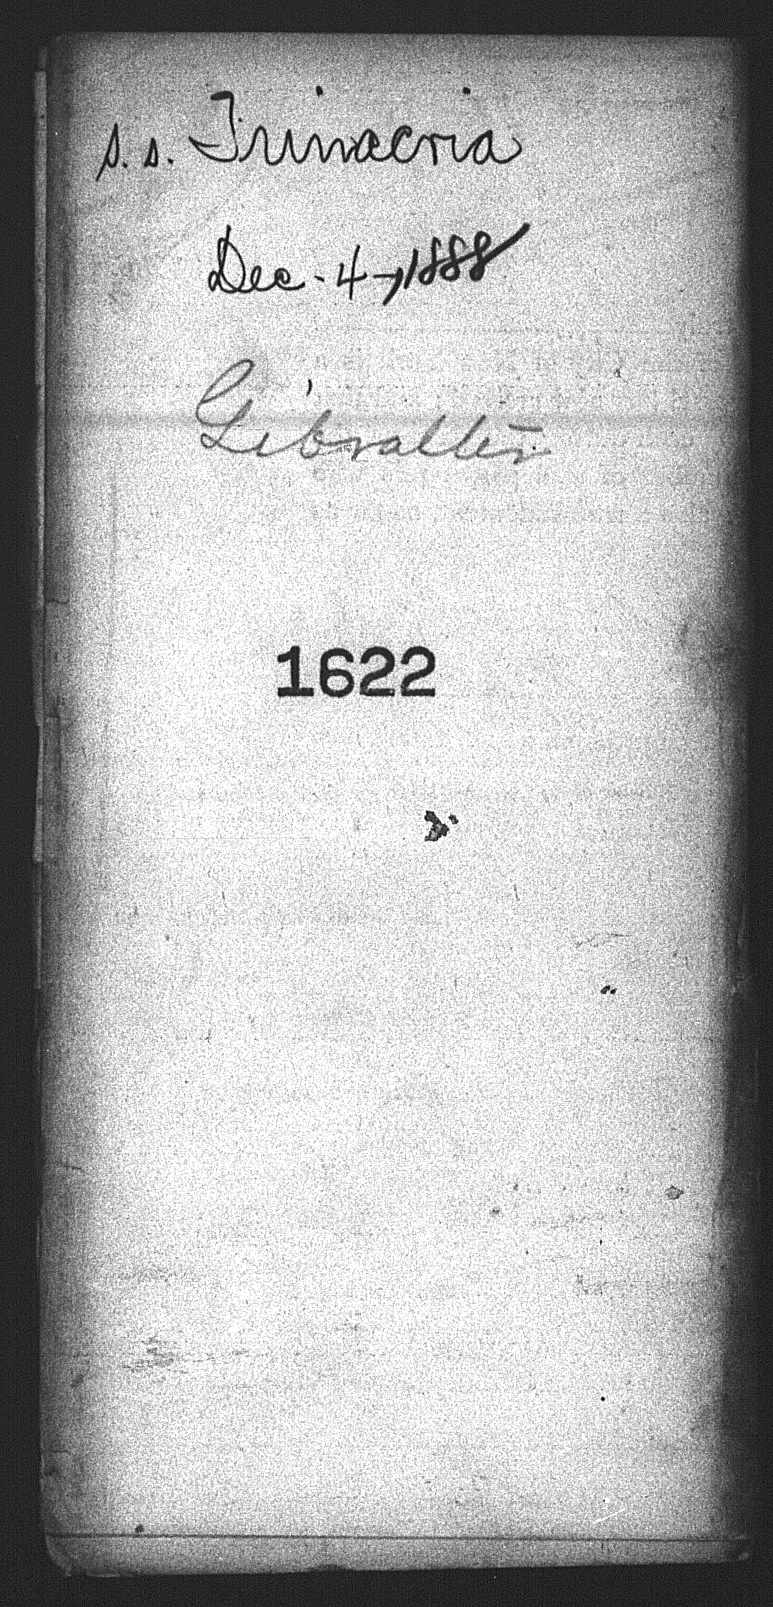 s.s. Trinacria
Dec. 4, 1888
Gibralter
1622